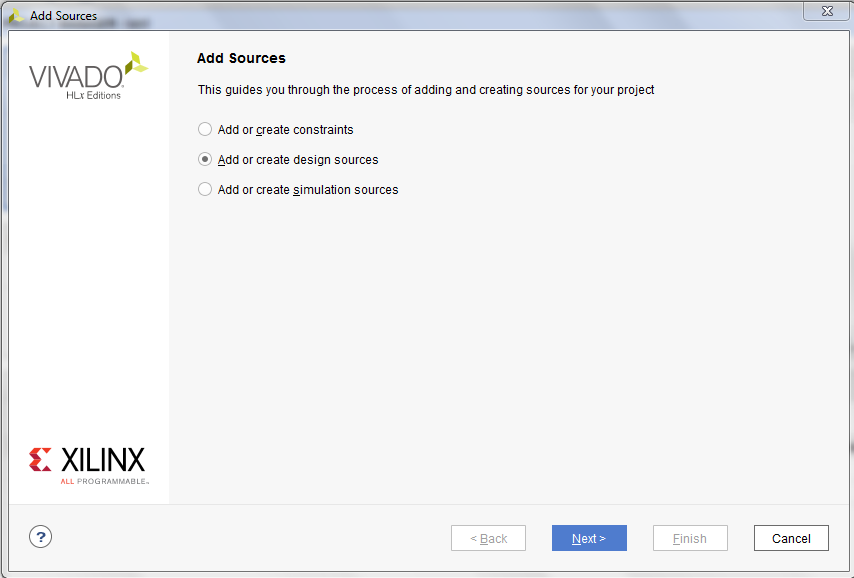 Add Sources
VIVADO
HLx Editions
Add Sources
This guides you through the process of adding and creating sources for your project
Add or create constraints
Add or create design sources
Add or create simulation sources
XILINX
ALL PROGRAMMABLE™
?
< Back
Next >
Finish
Cancel